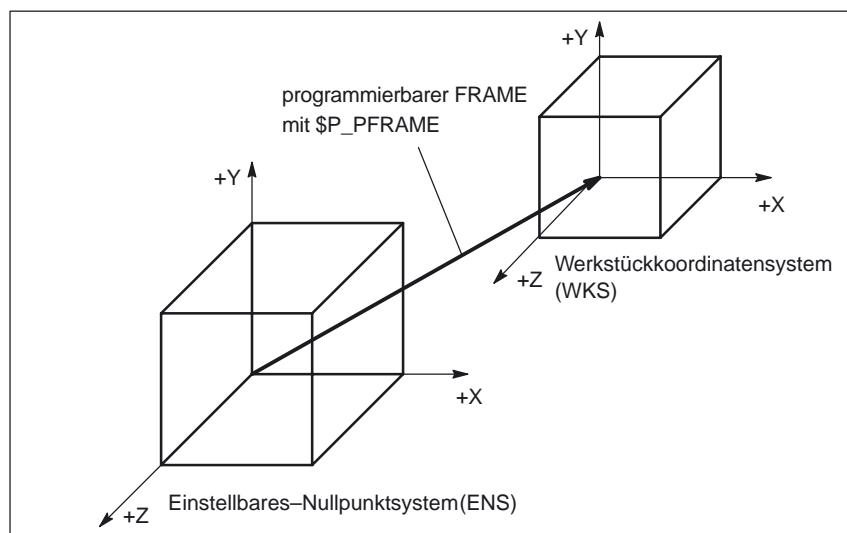 +Y
programmierbarer FRAME
mit $P_PFRAME
+Y
+X
Werkstückkoordinatensystem
+Z
(WKS)
+X
Einstellbares–Nullpunktsystem(ENS)
+Z